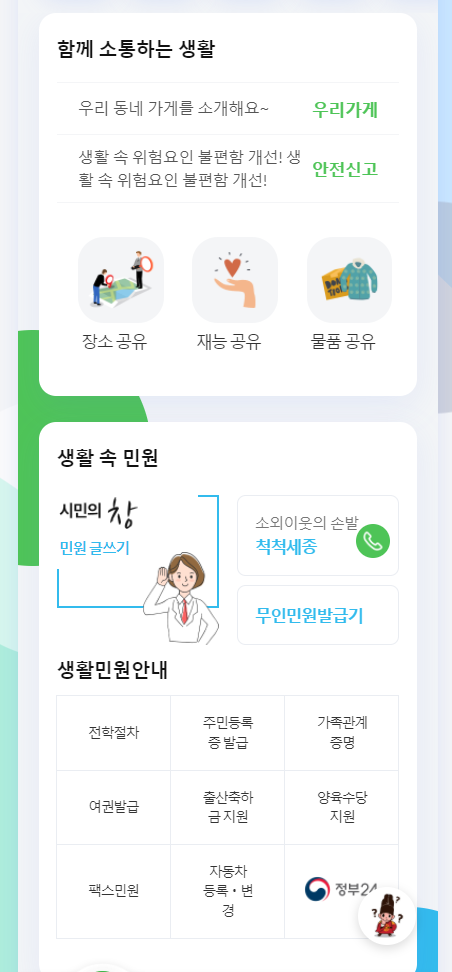 함께 소통하는 생활
우리 동네 가게를 소개해요~
우리가게
생활 속 위험요인 불편함 개선! 생
활 속 위험요인 불편함 개선!
안전신고
장소 공유
재능 공유
물품 공유
생활 속 민원
시민의 창
민원 글쓰기
소외이웃의 손발
척척세종
무인민원발급기
생활민원안내
전학절차
주민등록
증 발급
가족관계
증명
여권발급
출산축하
금 지원
양육수당
지원
팩스민원
자동차
등록·변
경
정부24
? ? ?